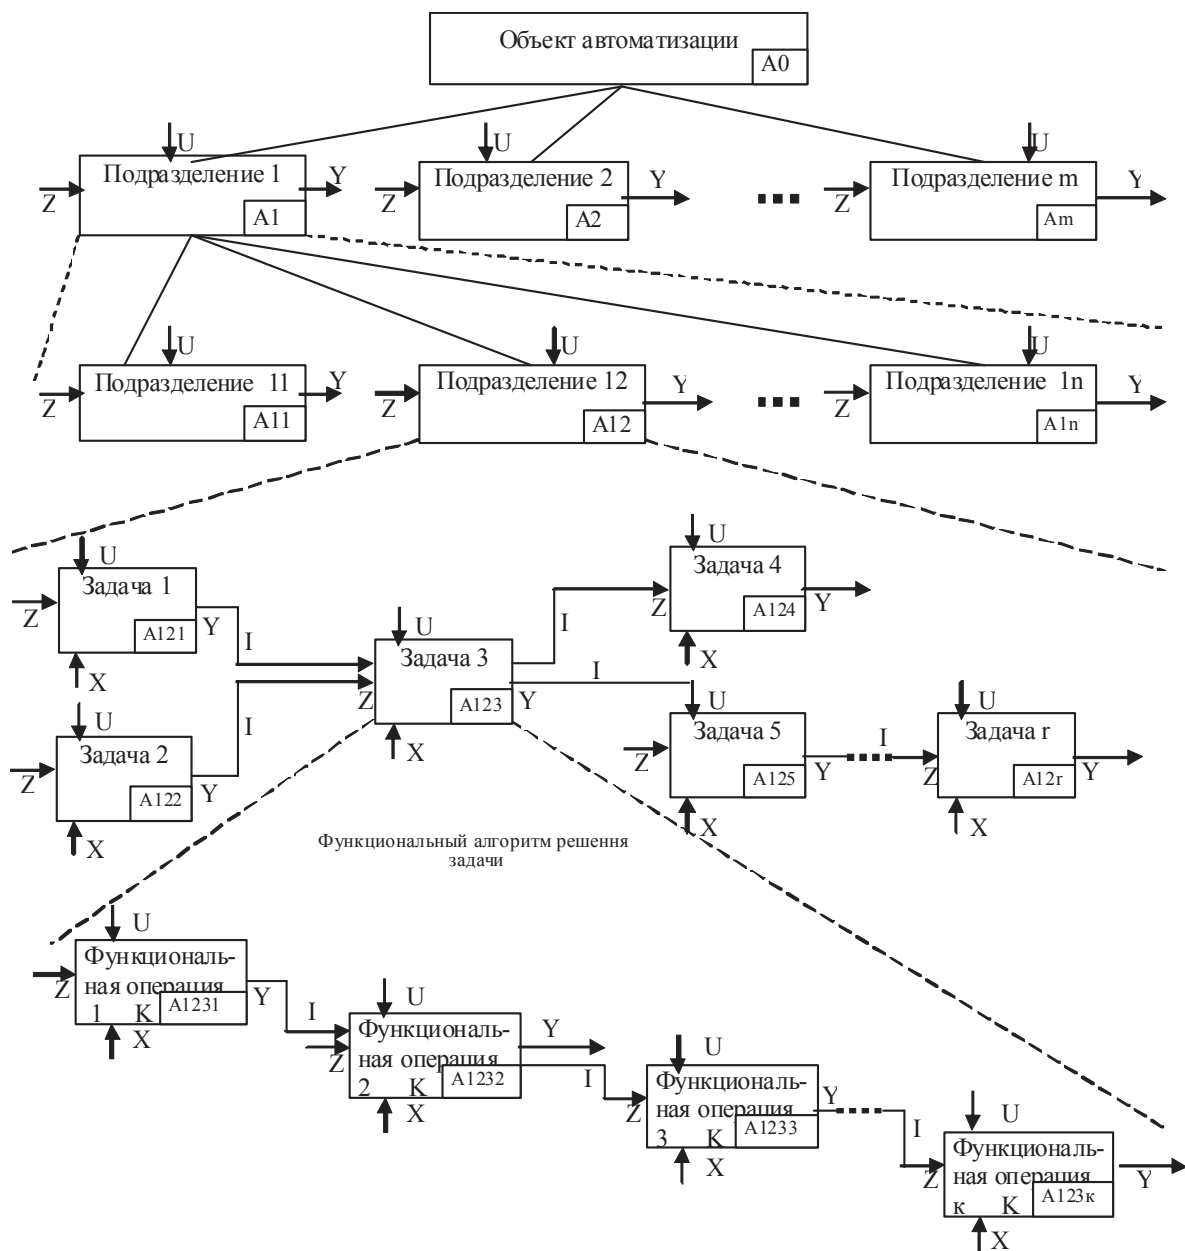 Объект автоматизации
A0
U
U
U
Подразделение 1
Y
Подразделение 2
Y
Подразделение m
Y
Z
A1
Z
A2
Z
Am
U
U
U
Подразделение 11
Y
Подразделение 12
Y
Подразделение 1n
Y
Z
A11
Z
A12
Z
A1n
U
Задача 1
Z
A121
Y
I
X
U
Задача 2
Z
A122
Y
I
X
U
Задача 3
Z
A123
Y
X
I
I
U
Задача 4
Z
A124
Y
X
U
Задача 5
Z
A125
Y
X
I
U
Задача r
Z
A12r
Y
X
Функциональный алгоритм решення
задачи
U
Функциональ-
ная операция
1 К
A1231
Z
Y
X
I
U
Функциональ-
ная операция
2 К
A1232
Z
Y
X
I
U
Функциональ-
ная операция
3 К
A1233
Z
Y
X
I
U
Функциональ-
ная операция
к К
A123к
Z
Y
X